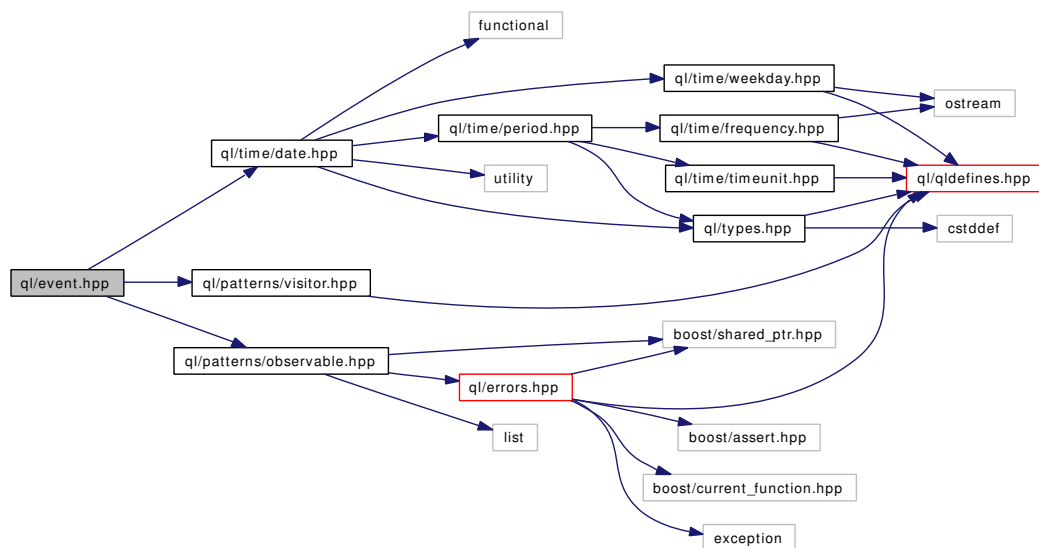 functional
ql/time/weekday.hpp
ostream
ql/time/period.hpp
ql/time/frequency.hpp
ql/time/date.hpp
utility
ql/time/timeunit.hpp
ql/qldefines.hpp
ql/types.hpp
cstddef
ql/event.hpp
ql/patterns/visitor.hpp
boost/shared_ptr.hpp
ql/patterns/observable.hpp
ql/errors.hpp
list
boost/assert.hpp
boost/current_function.hpp
exception